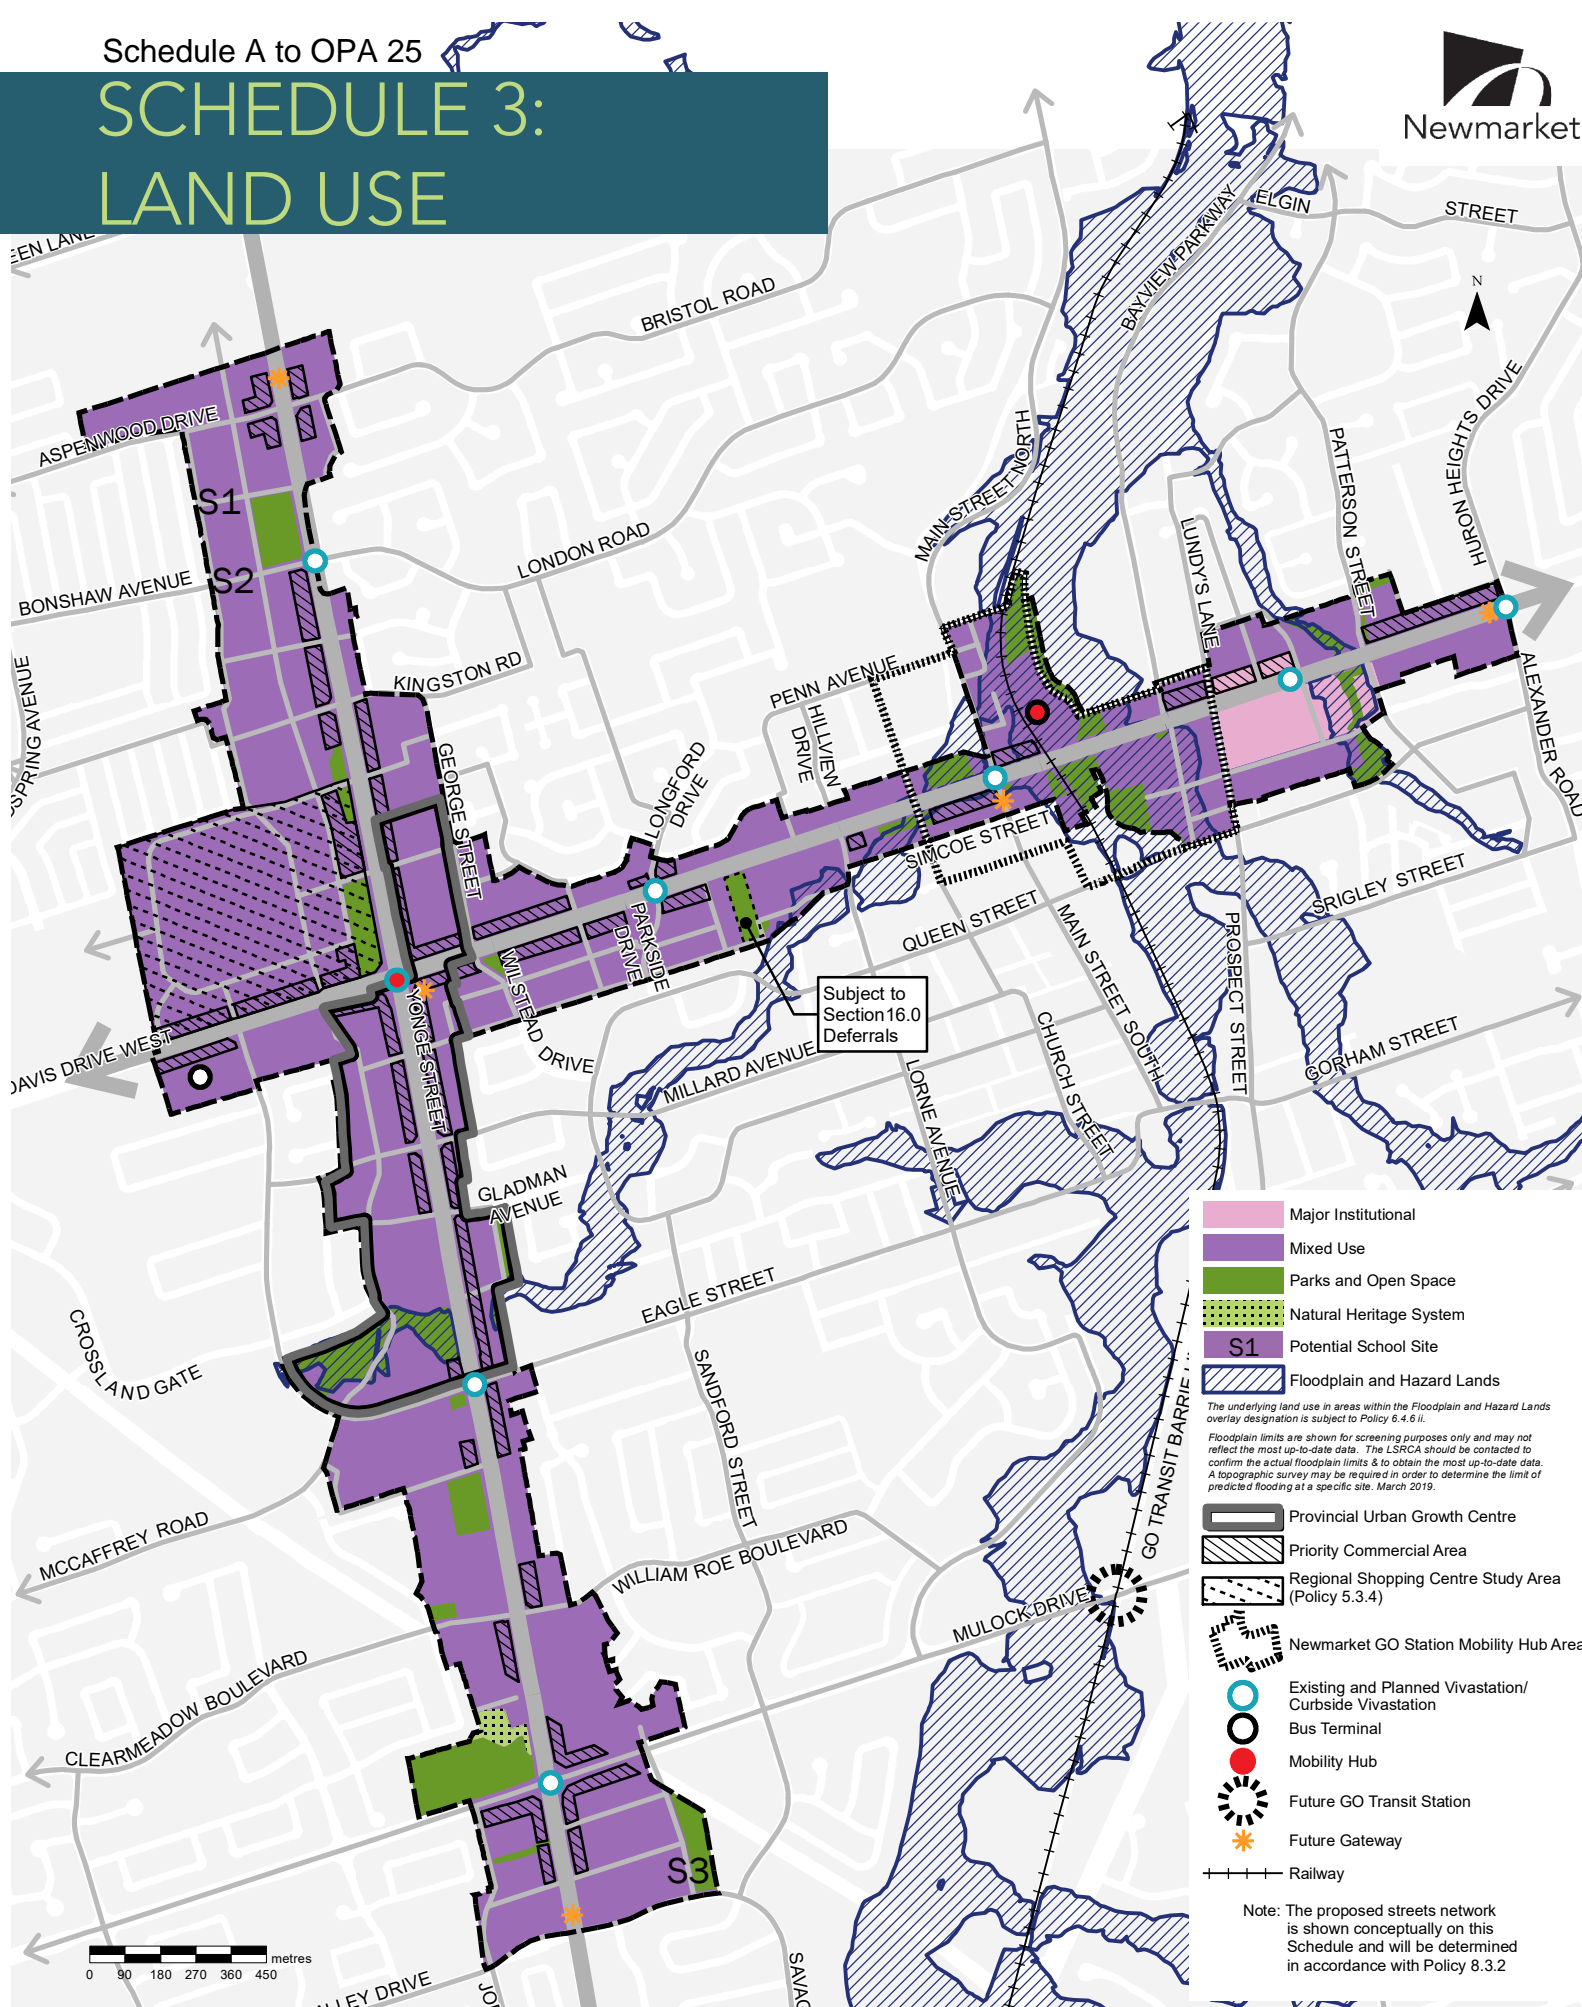 Schedule A to OPA 25
SCHEDULE 3:
LAND USE
Newmarket
ELGIN
STREET
BAYVIEW PARKWAY
N
BRISTOL ROAD
HURON HEIGHTS DRIVE
ASPENWOOD DRIVE
MAIN STREET NORTH
PATTERSON STREET
S1
LONDON ROAD
LUNDY'S LANE
BONSHAW AVENUE
S2
KINGSTON RD
PENN AVENUE
HILLVIEW
DRIVE
ALEXANDER ROAD
GEORGE STREET
LONGFORD
DRIVE
SIMCOE STREET
SRIGLEY STREET
QUEEN STREET
PARKSIDE
DRIVE
MAIN STREET SOUTH
PROSPECT STREET
WILSTEAD DRIVE
Subject to
Section16.0
Deferrals
YONGE STREET
DAVIS DRIVE WEST
CHURCH STREET
GORHAM STREET
MILLARD AVENUE
LORNE AVENUE
GLADMAN
AVENUE
EAGLE STREET
CROSSLAND GATE
SANDFORD STREET
MCCAFFREY ROAD
WILLIAM ROE BOULEVARD
GO TRANSIT BARRIE
MULOCK DRIVE
CLEARMEADOW BOULEVARD
S3
Major Institutional
Mixed Use
Parks and Open Space
Natural Heritage System
S1 Potential School Site
Floodplain and Hazard Lands
The underlying land use in areas within the Floodplain and Hazard Lands
overlay designation is subject to Policy 6.4.6 ii.
Floodplain limits are shown for screening purposes only and may not
reflect the most up-to-date data. The LSRCA should be contacted to
confirm the actual floodplain limits & to obtain the most up-to-date data.
A topographic survey may be required in order to determine the limit of
predicted flooding at a specific site. March 2019.
Provincial Urban Growth Centre
Priority Commercial Area
Regional Shopping Centre Study Area
(Policy 5.3.4)
Newmarket GO Station Mobility Hub Area
Existing and Planned Vivastation/
Curbside Vivastation
Bus Terminal
Mobility Hub
Future GO Transit Station
Future Gateway
Railway
Note: The proposed streets network
is shown conceptually on this
Schedule and will be determined
in accordance with Policy 8.3.2
metres
0 90 180 270 360 450